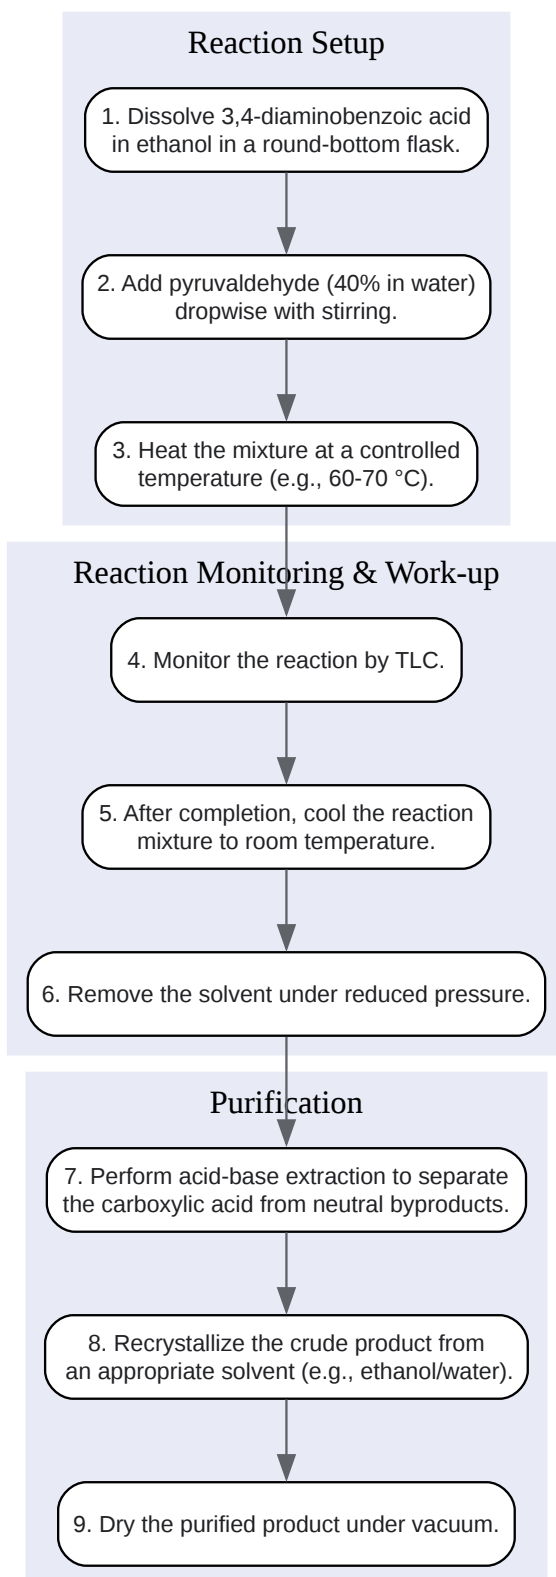 Reaction Setup
1. Dissolve 3,4-diaminobenzoic acid
in ethanol in a round-bottom flask.
2. Add pyruvaldehyde (40% in water)
dropwise with stirring.
3. Heat the mixture at a controlled
temperature (e.g., 60-70 °C).
Reaction Monitoring & Work-up
4. Monitor the reaction by TLC.
5. After completion, cool the reaction
mixture to room temperature.
6. Remove the solvent under reduced pressure.
Purification
7. Perform acid-base extraction to separate
the carboxylic acid from neutral byproducts.
8. Recrystallize the crude product from
an appropriate solvent (e.g., ethanol/water).
9. Dry the purified product under vacuum.